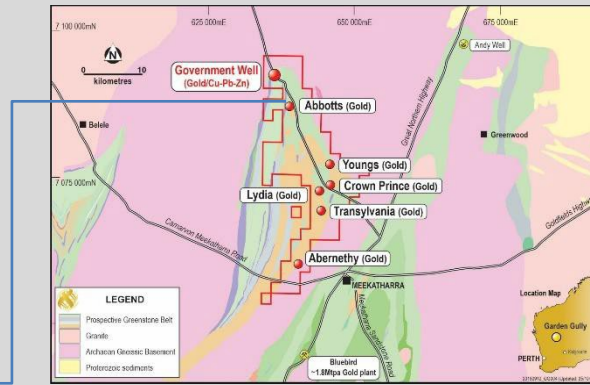 625 000mE
650 000mE
675 000mE
7 100 000mN
N
0 10
kilometres
Government Well
(Gold/Cu-Pb-Zn)
Andy Well
Abbotts (Gold)
Great Northern Highway
Belele
Greenwood
Youngs (Gold)
7 075 000mN
Crown Prince (Gold)
Lydia (Gold)
Transylvania (Gold)
Goldfields Highway
Carnarvon Meekatharra Road
Abernethy (Gold)
MEEKATHARRA
Meekatharra Sandstone Road
LEGEND
Prospective Greenstone Belt
Granite
Archaean Gneissic Basement
Proterozoic sediments
Location Map
Garden Gully
PERTH
Bluebird
~1.8Mtpa Gold plant